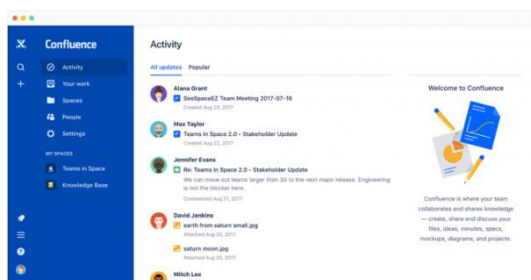 Confluence
Activity
Your work
Spaces
People
Settings
MY SPACES
Teams in Space
Knowledge Base
Activity
All updates Popular
Alana Grant
SeeSpaceEZ Team Meeting 2017-07-16
Created Aug 23, 2017
Max Taylor
Teams in Space 2.0 - Stakeholder Update
Created Aug 22, 2017
Jennifer Evans
Re: Teams in Space 2.0 - Stakeholder Update
We can move out teams larger than 30 to the next major release. Engineering
is not the blocker here.
Commented Aug 21, 2017
David Jenkins
earth from saturn small.jpg
Attached Aug 20, 2017
saturn moon.jpg
Attached Aug 20, 2017
Mitch Lee
Welcome to Confluence
Confluence is where your team
collaborates and shares knowledge
— create, share and discuss your
files, ideas, minutes, specs,
mockups, diagrams, and projects.